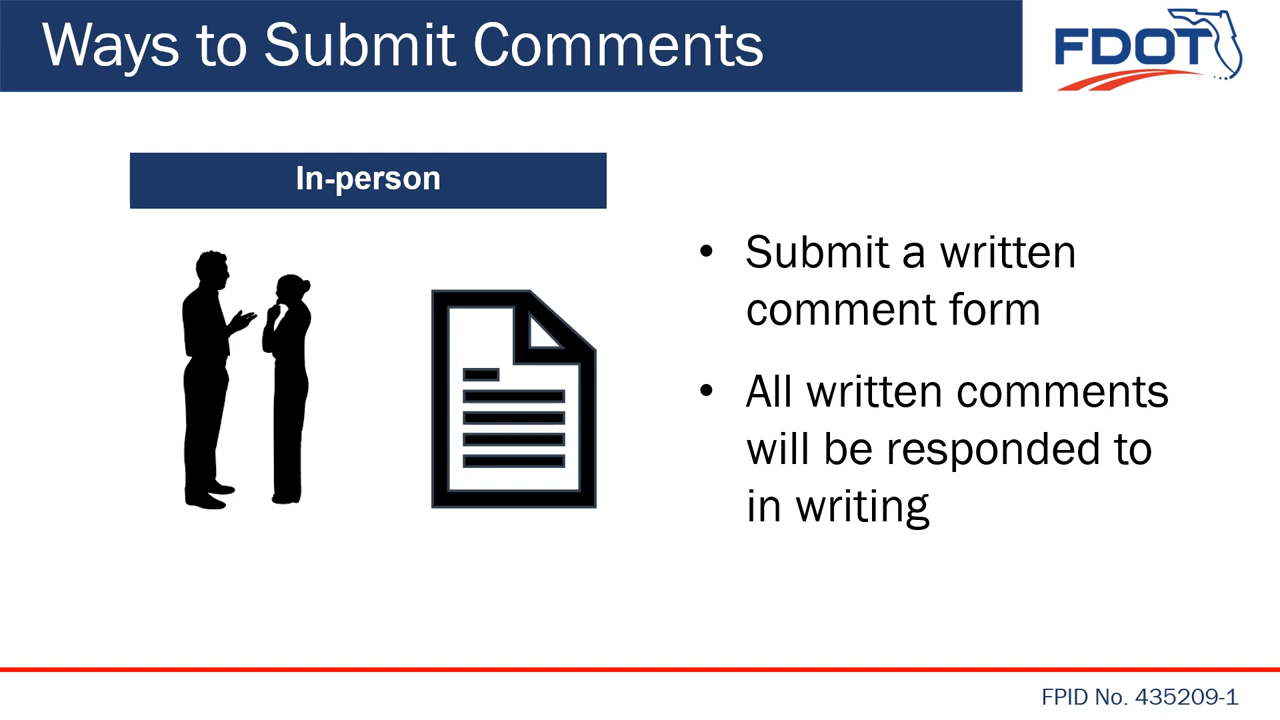 Ways to Submit Comments
FDOT
In-person
• Submit a written
comment form
• All written comments
will be responded to
in writing
FPID No. 435209-1